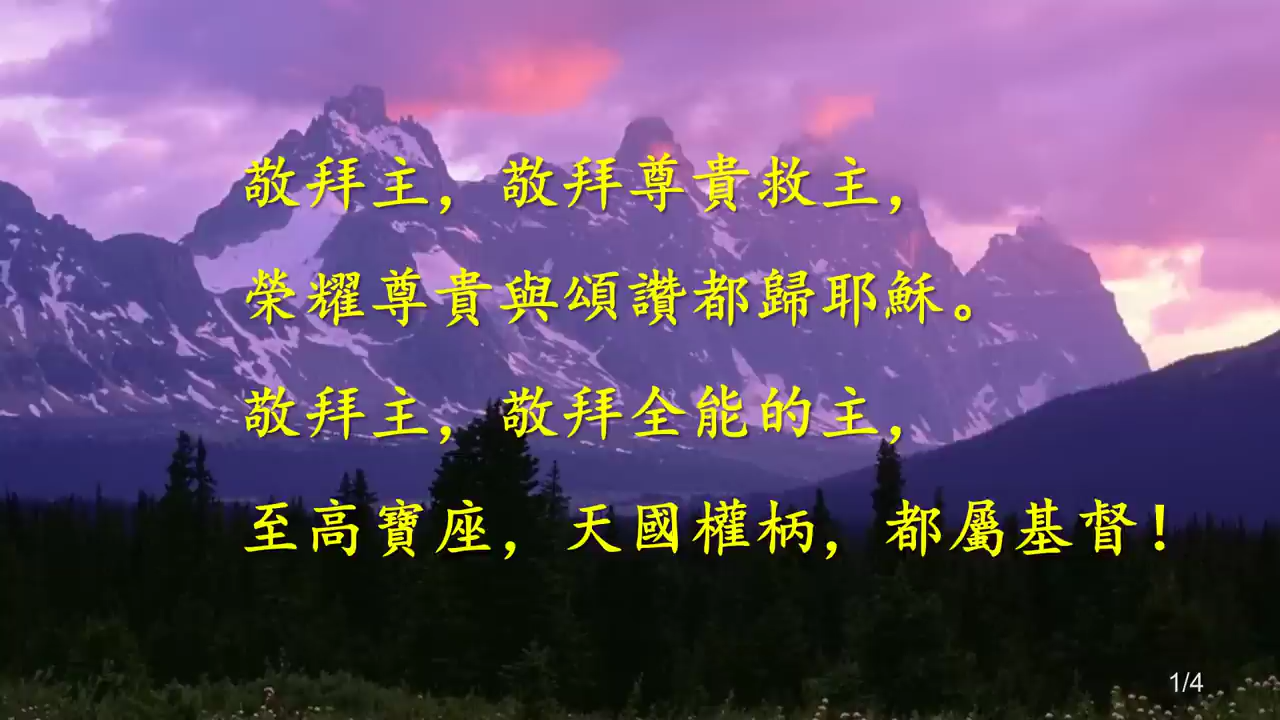 敬拜主，敬拜尊貴救主，
榮耀尊貴與頌讚都歸耶穌。
敬拜主，敬拜全能的主，
至高寶座，天國權柄，都屬基督！
1/4